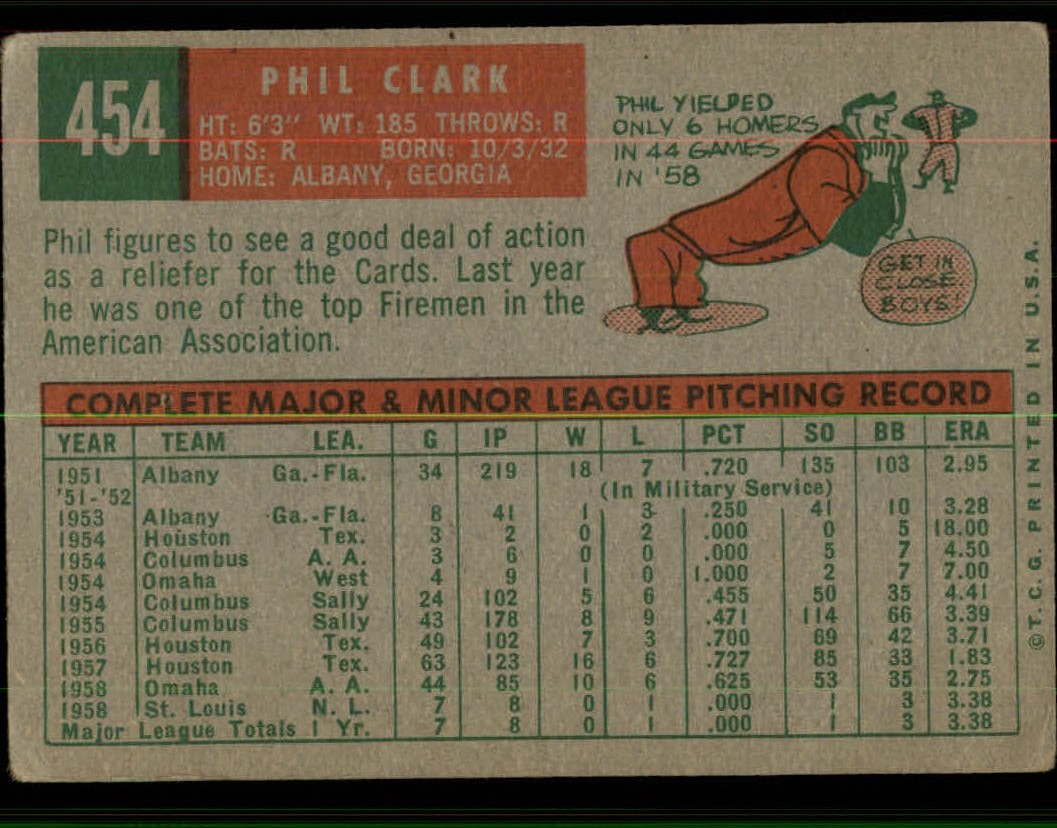 454
PHIL CLARK
HT: 6'3" WT: 185 THROWS: R
BATS: R BORN: 10/3/32
HOME: ALBANY, GEORGIA
PHIL YIELDED
ONLY 6 HOMERS
IN 44 GAMES
IN '58
GET IN
CLOSE
BOYS!
Phil figures to see a good deal of action
as a reliefer for the Cards. Last year
he was one of the top Firemen in the
American Association.
COMPLETE MAJOR & MINOR LEAGUE PITCHING RECORD
YEAR TEAM LEA. G IP W L PCT SO BB ERA
1951 Albany Ga.-Fla. 34 219 18 7 .720 135 103 2.95
'51-'52 (In Military Service)
1953 Albany Ga.-Fla. 8 41 1 3 .250 41 10 3.28
1954 Houston Tex. 3 2 0 2 .000 0 5 18.00
1954 Columbus A. A. 3 6 0 0 .000 5 7 4.50
1954 Omaha West 4 9 1 0 1.000 2 7 7.00
1954 Columbus Sally 24 102 5 6 .455 50 35 4.41
1955 Columbus Sally 43 178 8 9 .471 114 66 3.39
1956 Houston Tex. 49 102 7 3 .700 69 42 3.71
1957 Houston Tex. 63 123 16 6 .727 85 33 1.83
1958 Omaha A. A. 44 85 10 6 .625 53 35 2.75
1958 St. Louis N. L. 7 8 0 1 .000 1 3 3.38
Major League Totals 1 Yr. 7 8 0 1 .000 1 3 3.38
©T.C.G. PRINTED IN U.S.A.